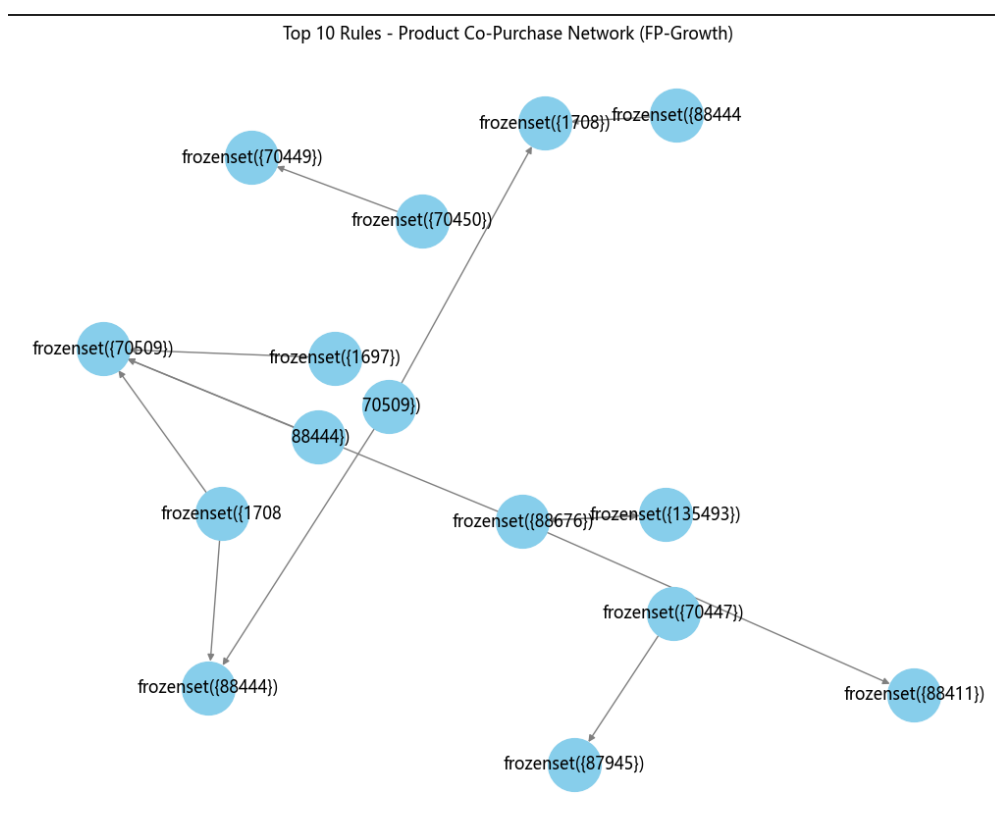 Top 10 Rules - Product Co-Purchase Network (FP-Growth)
frozenset({1708})
frozenset({88444
frozenset({70449})
frozenset({70450})
frozenset({70509})
frozenset({1697})
70509})
88444})
frozenset({1708
frozenset({88676})
frozenset({135493})
frozenset({70447})
frozenset({88444})
frozenset({88411})
frozenset({87945})